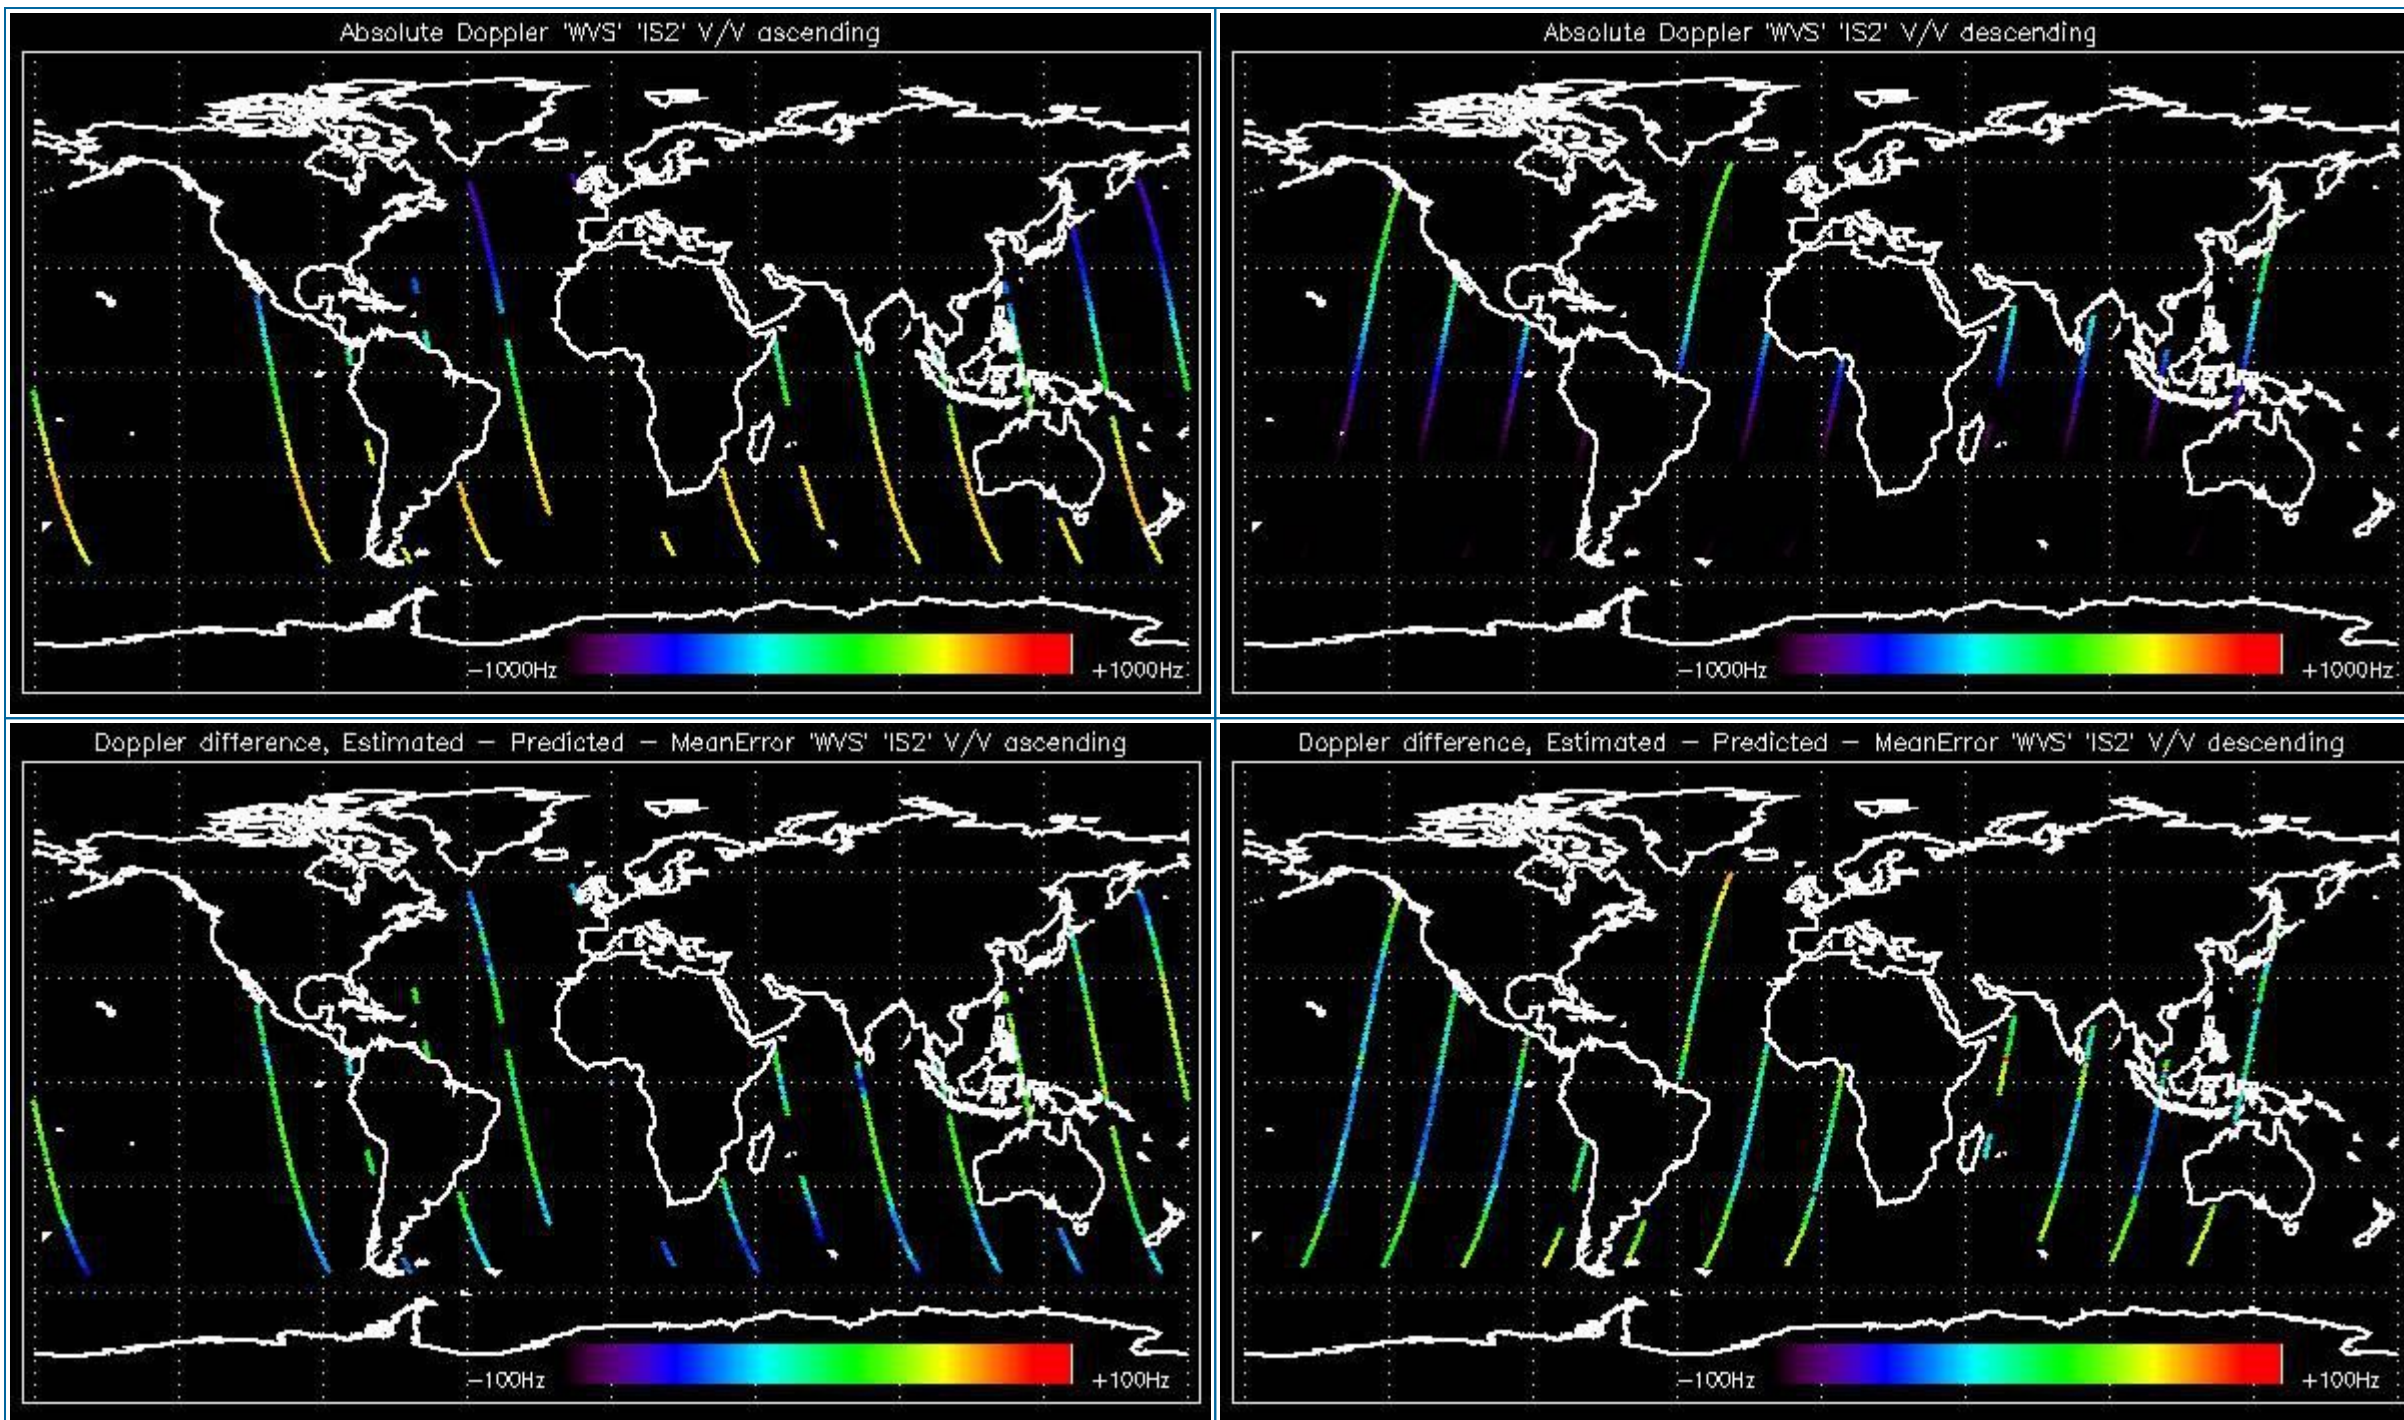 Absolute Doppler 'WVS' 'IS2' V/V ascending
−1000Hz
+1000Hz
Absolute Doppler 'WVS' 'IS2' V/V descending
−1000Hz
+1000Hz
Doppler difference, Estimated − Predicted − MeanError 'WVS' 'IS2' V/V ascending
−100Hz
+100Hz
Doppler difference, Estimated − Predicted − MeanError 'WVS' 'IS2' V/V descending
−100Hz
+100Hz